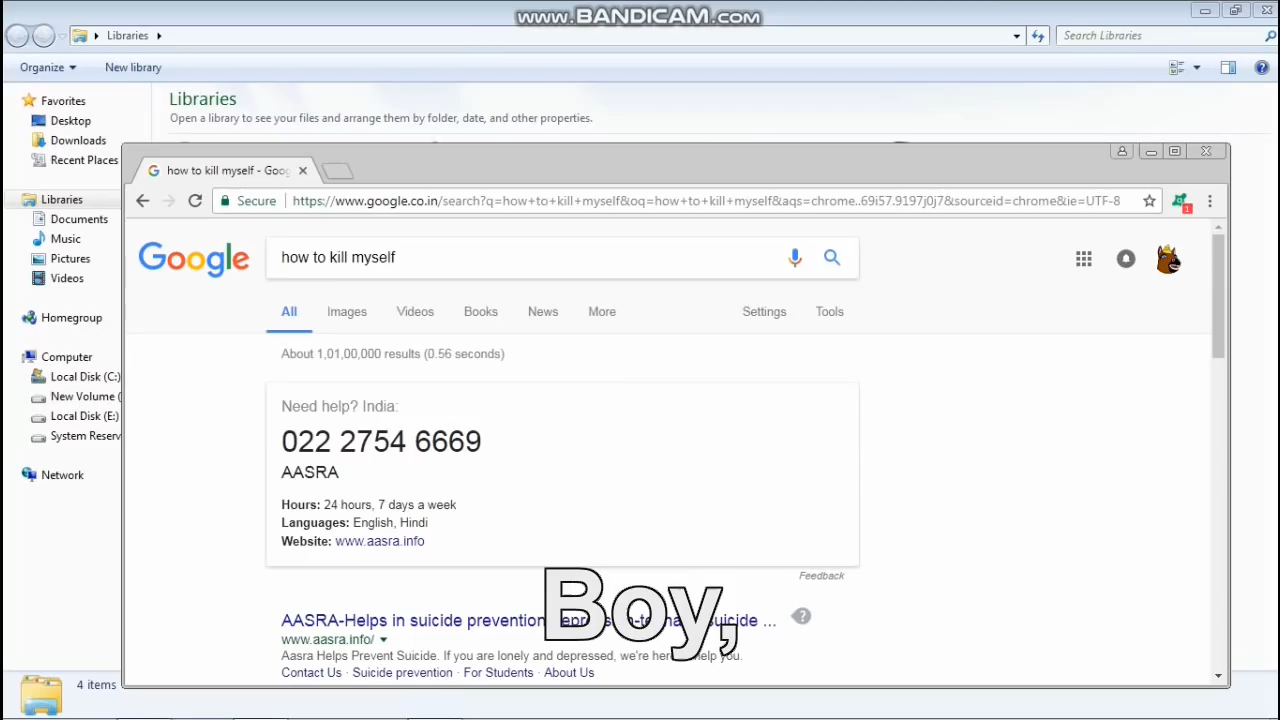 www.BANDICAM.com
Libraries
Search Libraries
Organize
New library
Favorites
Desktop
Downloads
Recent Places
Libraries
Documents
Music
Pictures
Videos
Homegroup
Computer
Local Disk (C:)
New Volume (
Local Disk (E:)
System Reserv
Network
4 items
Libraries
Open a library to see your files and arrange them by folder, date, and other properties.
how to kill myself - Goog
Secure
https://www.google.co.in/search?q=how+to+kill+myself&oq=how+to+kill+myself&aqs=chrome..69i57.9197j0j7&sourceid=chrome&ie=UTF-8
1
Google
how to kill myself
All Images Videos Books News More Settings Tools
About 1,01,00,000 results (0.56 seconds)
Need help? India:
022 2754 6669
AASRA
Hours: 24 hours, 7 days a week
Languages: English, Hindi
Website: www.aasra.info
Feedback
Boy,
AASRA-Helps in suicide prevention ...
www.aasra.info/
Aasra Helps Prevent Suicide. If you are lonely and depressed, we're you.
Contact Us · Suicide prevention · For Students · About Us